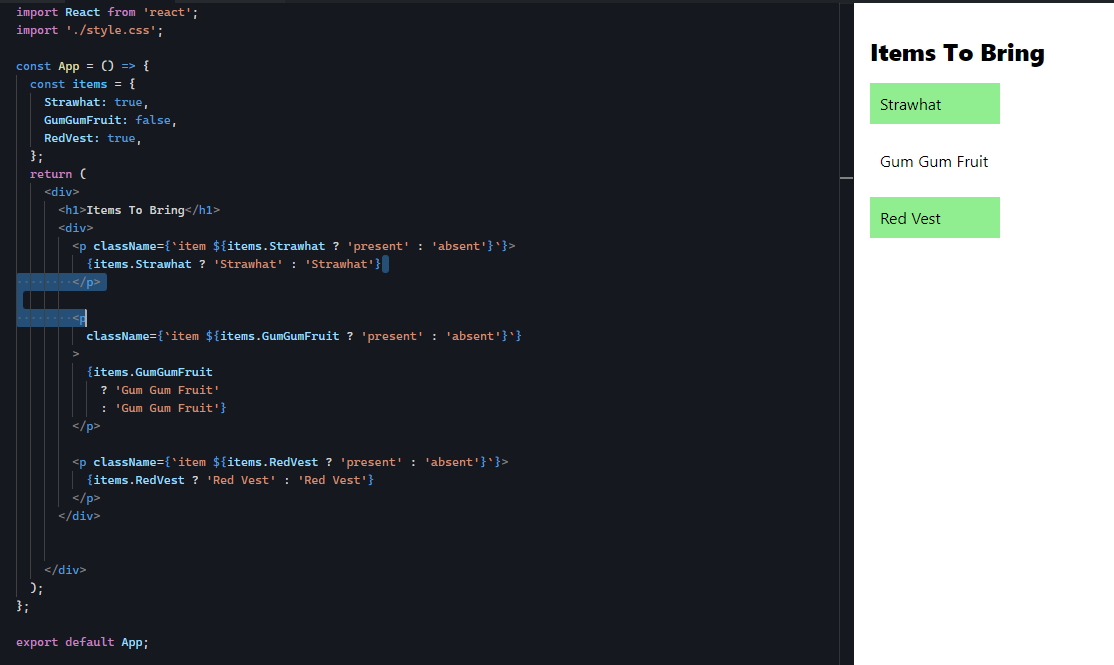 import React from 'react';
import './style.css';
const App = () => {
const items = {
Strawhat: true,
GumGumFruit: false,
RedVest: true,
};
return (
<div>
<h1>Items To Bring</h1>
<div>
<p className={`item ${items.Strawhat ? 'present' : 'absent'}`}>
{items.Strawhat ? 'Strawhat' : 'Strawhat'}
</p>
<p
className={`item ${items.GumGumFruit ? 'present' : 'absent'}`}
>
{items.GumGumFruit
? 'Gum Gum Fruit'
: 'Gum Gum Fruit'}
</p>
<p className={`item ${items.RedVest ? 'present' : 'absent'}`}>
{items.RedVest ? 'Red Vest' : 'Red Vest'}
</p>
</div>
</div>
);
};
export default App;
Items To Bring
Strawhat
Gum Gum Fruit
Red Vest